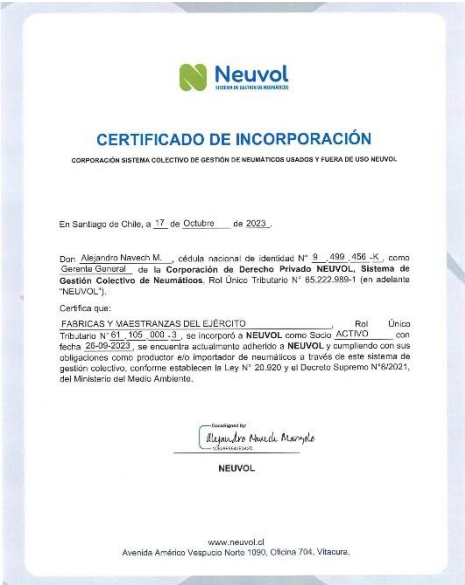 Neuvol
SISTEMA DE GESTIÓN DE NEUMÁTICOS
CERTIFICADO DE INCORPORACIÓN
CORPORACIÓN SISTEMA COLECTIVO DE GESTIÓN DE NEUMÁTICOS USADOS Y FUERA DE USO NEUVOL
En Santiago de Chile, a 17 de Octubre de 2023.
Don Alejandro Navech M. , cédula nacional de identidad N° 9 .499 .456 -K , como
Gerente General de la Corporación de Derecho Privado NEUVOL, Sistema de
Gestión Colectivo de Neumáticos, Rol Único Tributario N° 65.222.989-1 (en adelante
"NEUVOL").
Certifica que:
FABRICAS Y MAESTRANZAS DEL EJÉRCITO , Rol Único
Tributario N° 61 .105 .000 -3 , se incorporó a NEUVOL como Socio ACTIVO con
fecha 28-09-2023 , se encuentra actualmente adherido a NEUVOL y cumpliendo con sus
obligaciones como productor e/o importador de neumáticos a través de este sistema de
gestión colectivo, conforme establecen la Ley N° 20.920 y el Decreto Supremo N°8/2021,
del Ministerio del Medio Ambiente.
DocuSigned by:
Alejandro Navech
NEUVOL
www.neuvol.cl
Avenida Américo Vespucio Norte 1090, Oficina 704, Vitacura.